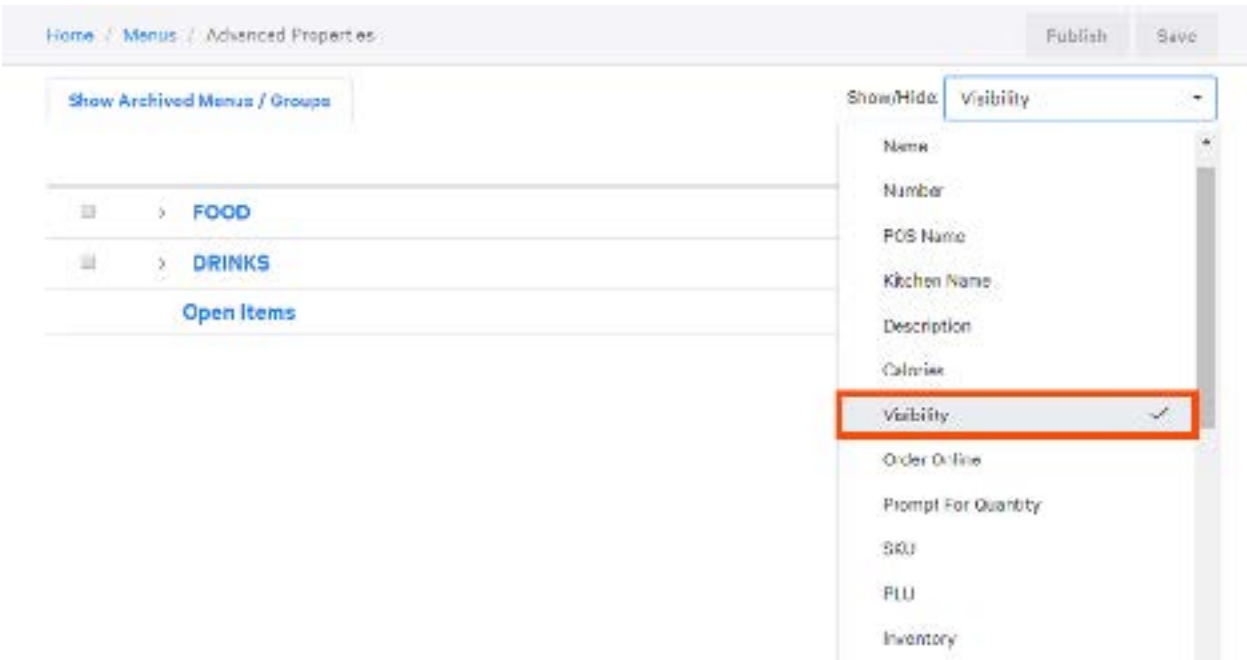 Home / Menus / Advanced Properties
Publish
Save
Show Archived Menus / Groups
Show/Hide: Visibility
Name
Number
FOOD
POS Name
DRINKS
Kitchen Name
Open Items
Description
Calories
Visibility
Order Online
Prompt For Quantity
SKU
PLU
Inventory